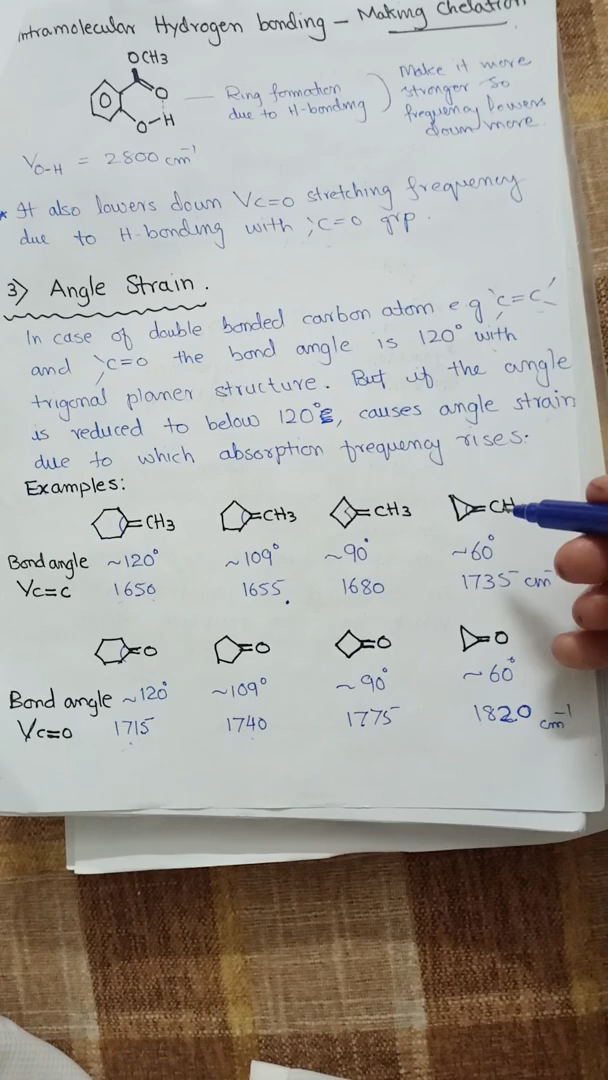 intramolecular Hydrogen bonding – Making Chelation
OCH3
O
O–H
Ring formation due to H-bonding
Make it more stronger so frequency lowers down more.
νO-H = 2800 cm⁻¹
* It also lowers down νC=O stretching frequency
due to H-bonding with >C=O grp.
3) Angle Strain.
In case of double bonded carbon atom e g >C=C<
and >C=O the bond angle is 120° with
trigonal planer structure. But if the angle
is reduced to below 120°, causes angle strain
due to which absorption frequency rises.
Examples:
=CH3 =CH3 =CH3 =CH
Bond angle ~120° ~109° ~90° ~60°
νC=C 1650 1655. 1680 1735 cm⁻
=O =O =O =O
Bond angle ~120° ~109° ~90° ~60°
νC=O 1715 1740 1775 1820 cm⁻¹